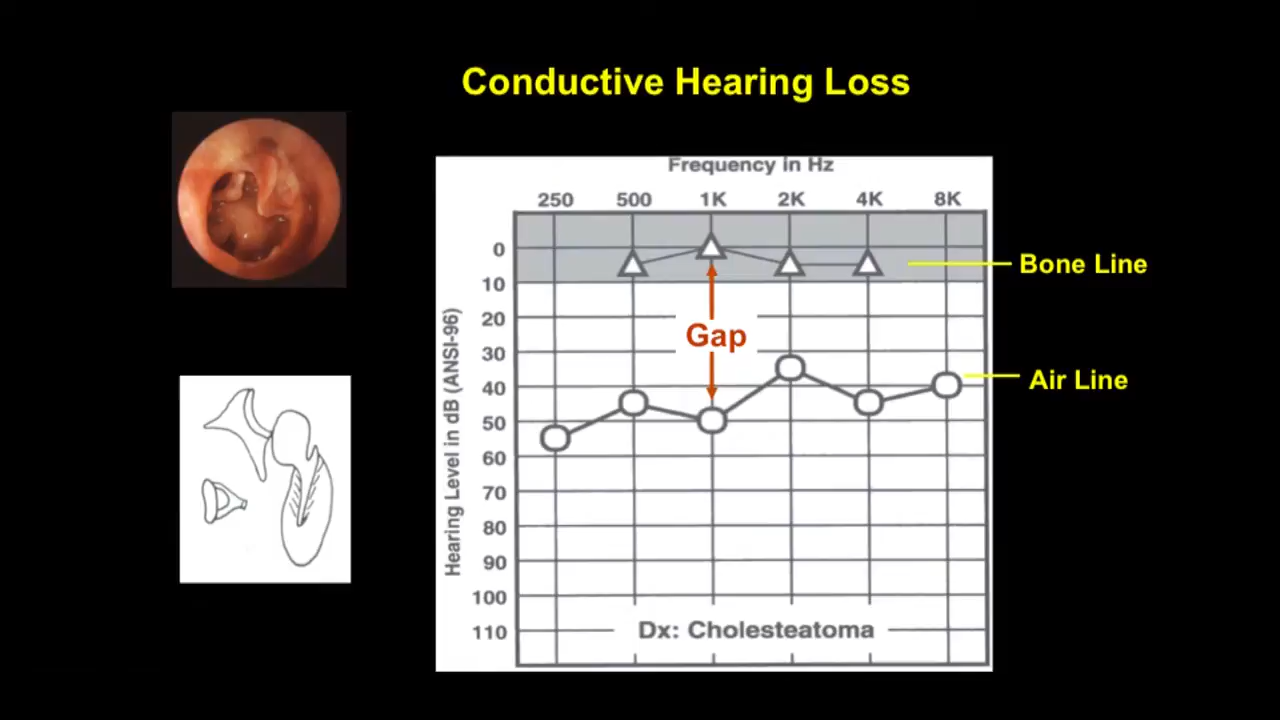 Conductive Hearing Loss
Frequency in Hz
250 500 1K 2K 4K 8K
Hearing Level in dB (ANSI-96)
0
10
20
30
40
50
60
70
80
90
100
110
Gap
Bone Line
Air Line
Dx: Cholesteatoma